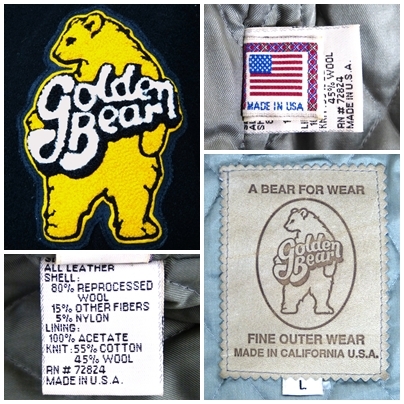 Golden
Bear
MADE IN USA
45% WOOL
RN # 72824
MADE IN U.S.A.
ALL LEATHER
SHELL:
80% REPROCESSED
WOOL
15% OTHER FIBERS
5% NYLON
LINING:
100% ACETATE
KNIT: 55% COTTON
45% WOOL
RN # 72824
MADE IN U.S.A.
A BEAR FOR WEAR
Golden
Bear
FINE OUTER WEAR
MADE IN CALIFORNIA U.S.A.
L